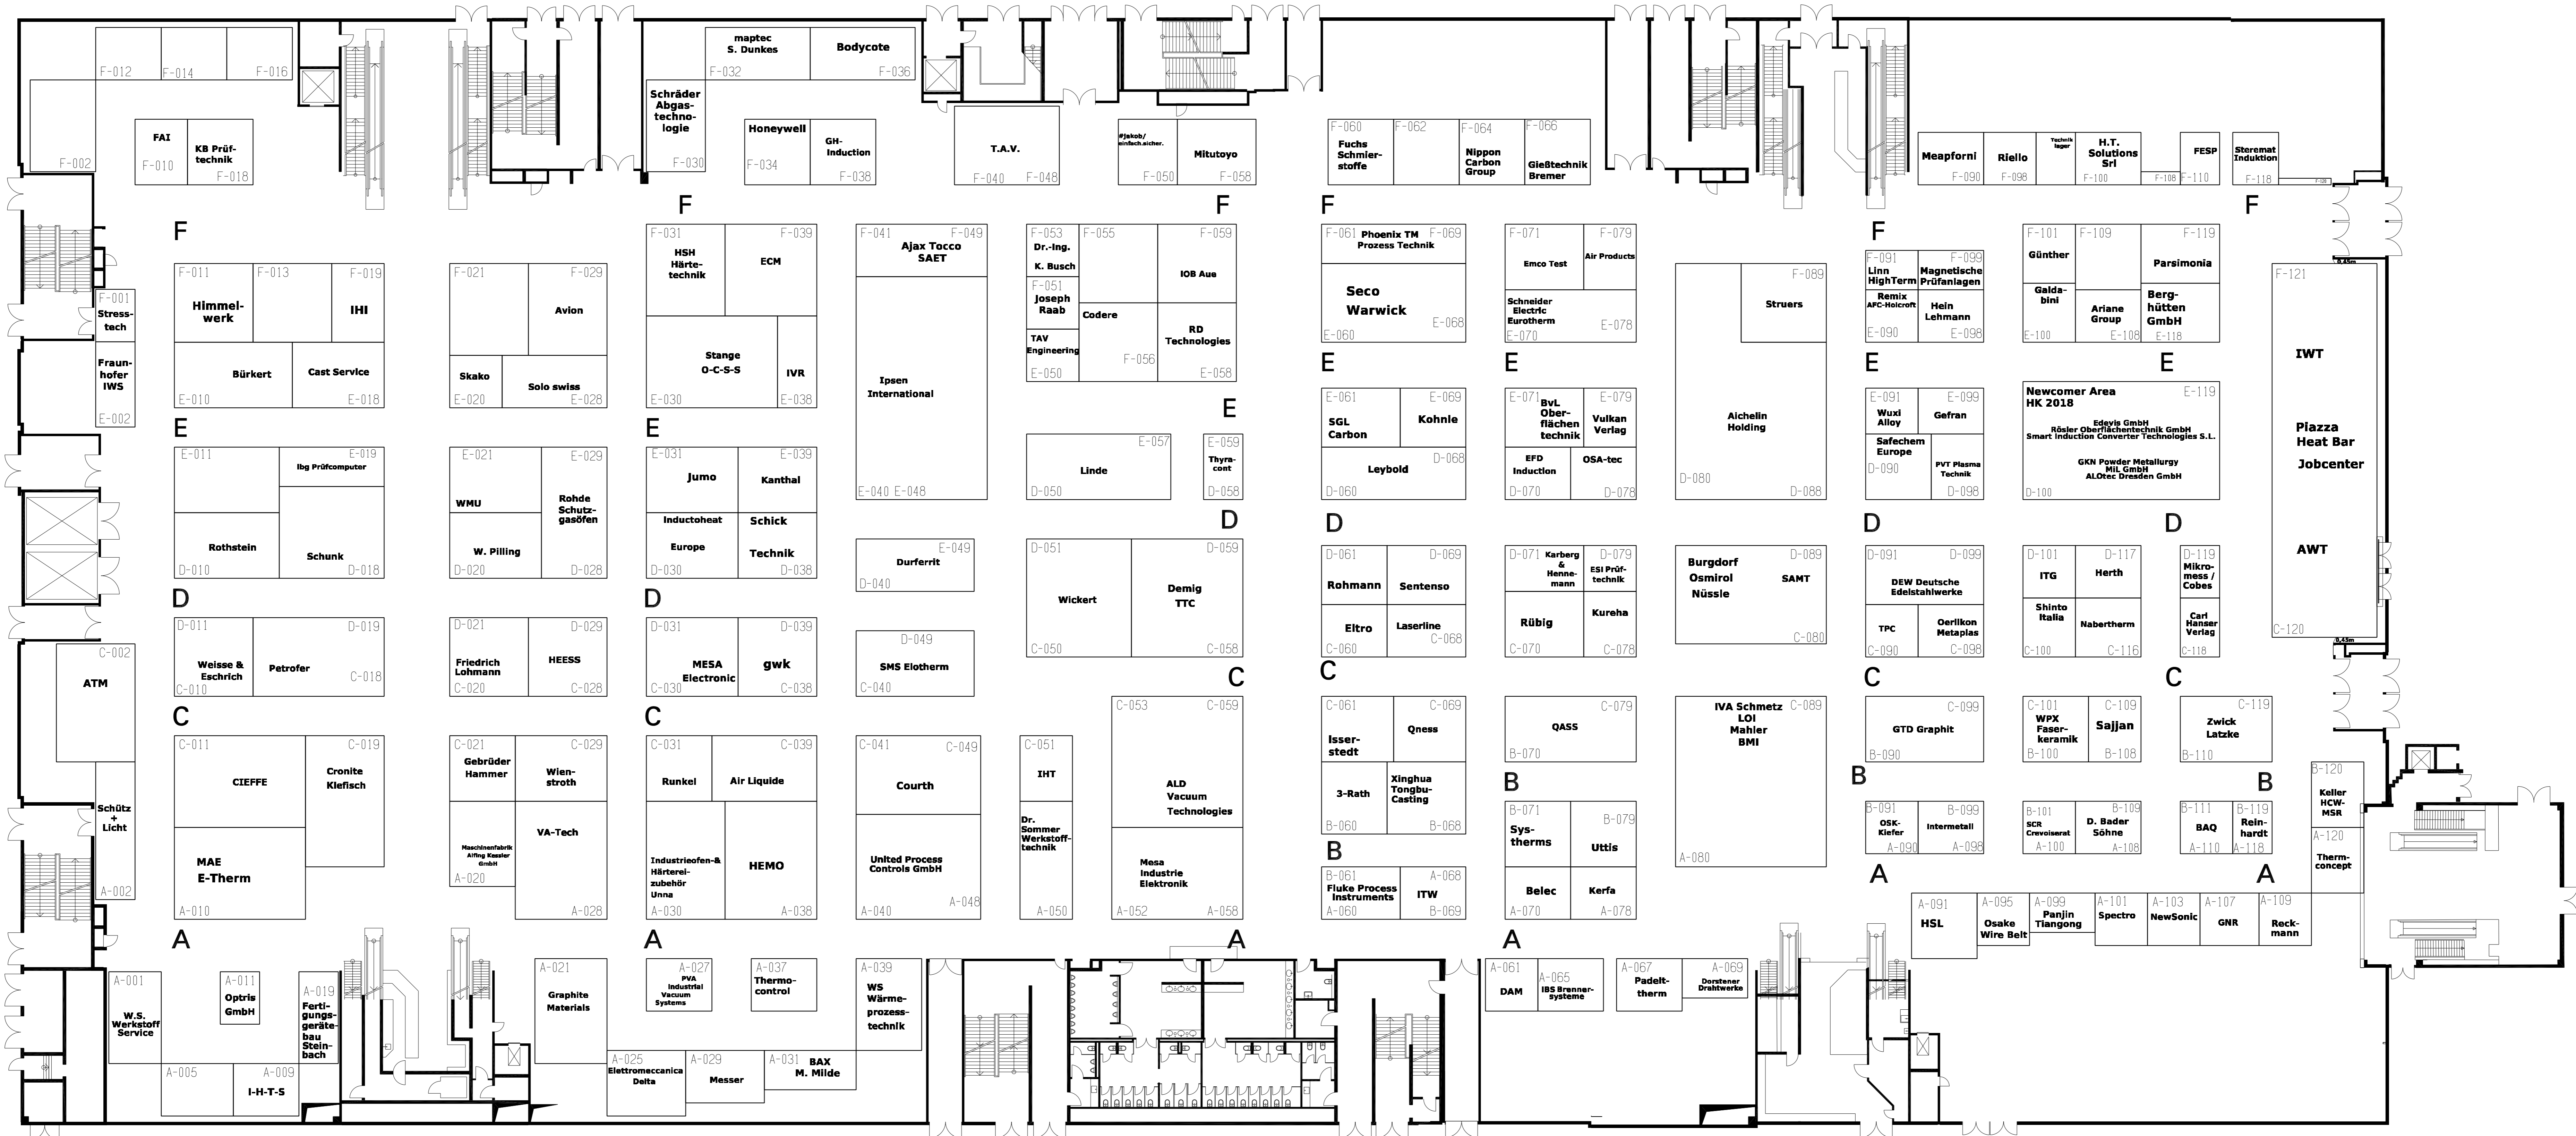 F-012
F-014
F-016
F-002
FAI
F-010
KB Prüf-
technik
F-018
maptec
S. Dunkes
F-032
Bodycote
F-036
Schräder
Abgas-
techno-
logie
F-030
Honeywell
F-034
GH-
Induction
F-038
T.A.V.
F-040
F-048
#jakob/
einfach.sicher.
F-050
Mitutoyo
F-058
F-060
Fuchs
Schmier-
stoffe
F-062
F-064
Nippon
Carbon
Group
F-066
Gießtechnik
Bremer
Meapforni
F-090
Riello
F-098
Technik
lager
H.T.
Solutions
Srl
F-100
F-108
FESP
F-110
Steremat
Induktion
F-118
F
F
F
F
F
F
F
F-001
Stress-
tech
Fraun-
hofer
IWS
E-002
F-011
Himmel-
werk
F-013
F-019
IHI
Bürkert
E-010
Cast Service
E-018
F-021
F-029
Avion
Skako
E-020
Solo swiss
E-028
F-031
HSH
Härte-
technik
F-039
ECM
Stange
O-C-S-S
E-030
IVR
E-038
F-041
F-049
Ajax Tocco
SAET
Ipsen
International
E-040 E-048
F-053
Dr.-Ing.
K. Busch
F-051
Joseph
Raab
TAV
Engineering
E-050
F-055
Codere
F-056
F-059
IOB Aue
RD
Technologies
E-058
F-061
Phoenix TM
Prozess Technik
F-069
Seco
Warwick
E-060
E-068
F-071
Emco Test
F-079
Air Products
Schneider
Electric
Eurotherm
E-070
E-078
F-089
Struers
Aichelin
Holding
D-080
D-088
F-091
Linn
HighTerm
F-099
Magnetische
Prüfanlagen
Remix
AFC-Holcroft
E-090
Hein
Lehmann
E-098
F-101
Günther
F-109
F-119
Parsimonia
Galda-
bini
E-100
Ariane
Group
E-108
Berg-
hütten
GmbH
E-118
0,45m
F-121
IWT
Piazza
Heat Bar
Jobcenter
AWT
C-120
0,45m
E
E
E
E
E
E
E
E-011
E-019
ibg Prüfcomputer
Rothstein
D-010
Schunk
D-018
E-021
WMU
E-029
Rohde
Schutz-
gasöfen
W. Pilling
D-020
D-028
E-031
Jumo
E-039
Kanthal
Inductoheat
Europe
D-030
Schick
Technik
D-038
E-057
Linde
D-050
E-059
Thyra-
cont
D-058
E-061
SGL
Carbon
E-069
Kohnle
Leybold
D-068
D-060
E-071
BvL
Ober-
flächen
technik
E-079
Vulkan
Verlag
EFD
Induction
D-070
OSA-tec
D-078
E-091
Wuxi
Alloy
E-099
Gefran
Safechem
Europe
D-090
PVT Plasma
Technik
D-098
Newcomer Area
HK 2018
E-119
Edevis GmbH
Rösler Oberflächentechnik GmbH
Smart Induction Converter Technologies S.L.
GKN Powder Metallurgy
MiL GmbH
ALOtec Dresden GmbH
D-100
D
D
D
D
D
D
E-049
Durferrit
D-040
D-049
SMS Elotherm
C-040
D-051
Wickert
C-050
D-059
Demig
TTC
C-058
D-061
Rohmann
D-069
Sentenso
Eltro
C-060
Laserline
C-068
D-071
Karberg
&
Henne-
mann
D-079
ESI Prüf-
technik
Rübig
C-070
Kureha
C-078
Burgdorf
Osmirol
Nüssle
D-089
SAMT
C-080
D-091
D-099
DEW Deutsche
Edelstahlwerke
TPC
C-090
Oerlikon
Metaplas
C-098
D-101
ITG
D-117
Herth
Shinto
Italia
C-100
Nabertherm
C-116
D-119
Mikro-
mess /
Cobes
Carl
Hanser
Verlag
C-118
C-002
ATM
Schütz
+
Licht
A-002
D-011
Weisse &
Eschrich
C-010
D-019
Petrofer
C-018
D-021
Friedrich
Lohmann
C-020
D-029
HEESS
C-028
D-031
MESA
Electronic
C-030
D-039
gwk
C-038
C
C
C
C
C
C
C-011
CIEFFE
C-019
Cronite
Klefisch
MAE
E-Therm
A-010
C-021
Gebrüder
Hammer
C-029
Wien-
stroth
Maschinenfabrik
Alfing Kessler
GmbH
A-020
VA-Tech
A-028
C-031
Runkel
C-039
Air Liquide
Industrieofen-&
Härterei-
zubehör
Unna
A-030
HEMO
A-038
C-041
C-049
Courth
United Process
Controls GmbH
A-040
A-048
C-051
IHT
Dr.
Sommer
Werkstoff-
technik
A-050
C-053
C-059
ALD
Vacuum
Technologies
Mesa
Industrie
Elektronik
A-052
A-058
C-061
Isser-
stedt
C-069
Qness
3-Rath
B-060
Xinghua
Tongbu-
Casting
B-068
C-079
QASS
B-070
IVA Schmetz
LOI
Mahler
BMI
C-089
A-080
C-099
GTD Graphit
B-090
C-101
WPX
Faser-
keramik
B-100
C-109
Sajjan
B-108
C-119
Zwick
Latzke
B-110
B
B
B
B
B-061
Fluke Process
Instruments
A-060
A-068
ITW
B-069
B-071
Sys-
therms
B-079
Uttis
Belec
A-070
Kerfa
A-078
B-091
OSK-
Kiefer
A-090
B-099
Intermetall
A-098
B-101
SCR
Crevoiserat
A-100
B-109
D. Bader
Söhne
A-108
B-111
BAQ
A-110
B-119
Rein-
hardt
A-118
B-120
Keller
HCW-
MSR
A-120
Therm-
concept
A
A
A
A
A
A
A-091
HSL
A-095
Osake
Wire Belt
A-099
Panjin
Tiangong
A-101
Spectro
A-103
NewSonic
A-107
GNR
A-109
Reck-
mann
A-001
W.S.
Werkstoff
Service
A-011
Optris
GmbH
A-019
Ferti-
gungs-
geräte-
bau
Stein-
bach
A-005
A-009
I-H-T-S
A-021
Graphite
Materials
A-027
PVA
Industrial
Vacuum
Systems
A-037
Thermo-
control
A-039
WS
Wärme-
prozess-
technik
A-025
Elettromeccanica
Delta
A-029
Messer
A-031
BAX
M. Milde
A-061
DAM
A-065
IBS Brenner-
systeme
A-067
Padelt-
therm
A-069
Dorstener
Drahtwerke